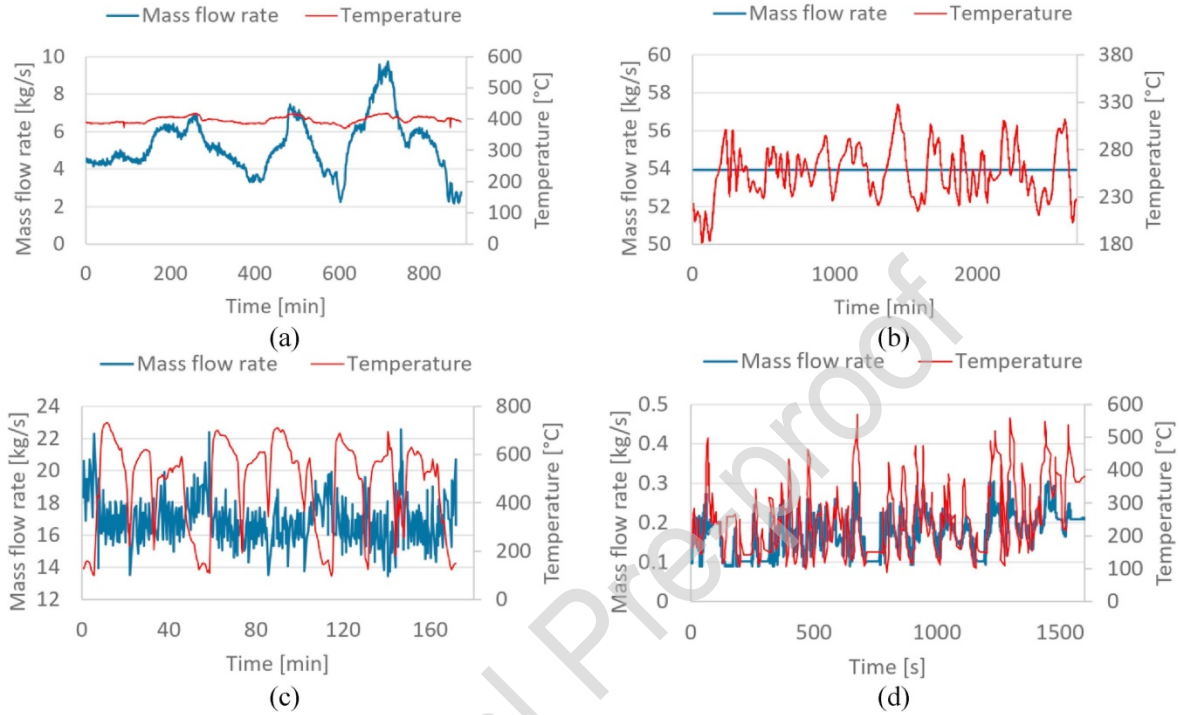 Mass flow rate Temperature
10 600
8 500
6 400
4 300
2 200
0 100
0
0 200 400 600 800
Mass flow rate [kg/s]
Temperature [°C]
Time [min]
(a)
Mass flow rate Temperature
60 380
58 330
56 280
54 230
52 180
50
0 1000 2000
Mass flow rate [kg/s]
Temperature [°C]
Time [min]
(b)
Mass flow rate Temperature
24 800
22 600
20 400
18 200
16 0
14
12
0 40 80 120 160
Mass flow rate [kg/s]
Temperature [°C]
Time [min]
(c)
Mass flow rate Temperature
0.5 600
0.4 500
0.3 400
0.2 300
0.1 200
0 100
0
0 500 1000 1500
Mass flow rate [kg/s]
Temperature [°C]
Time [s]
(d)
l Preproof